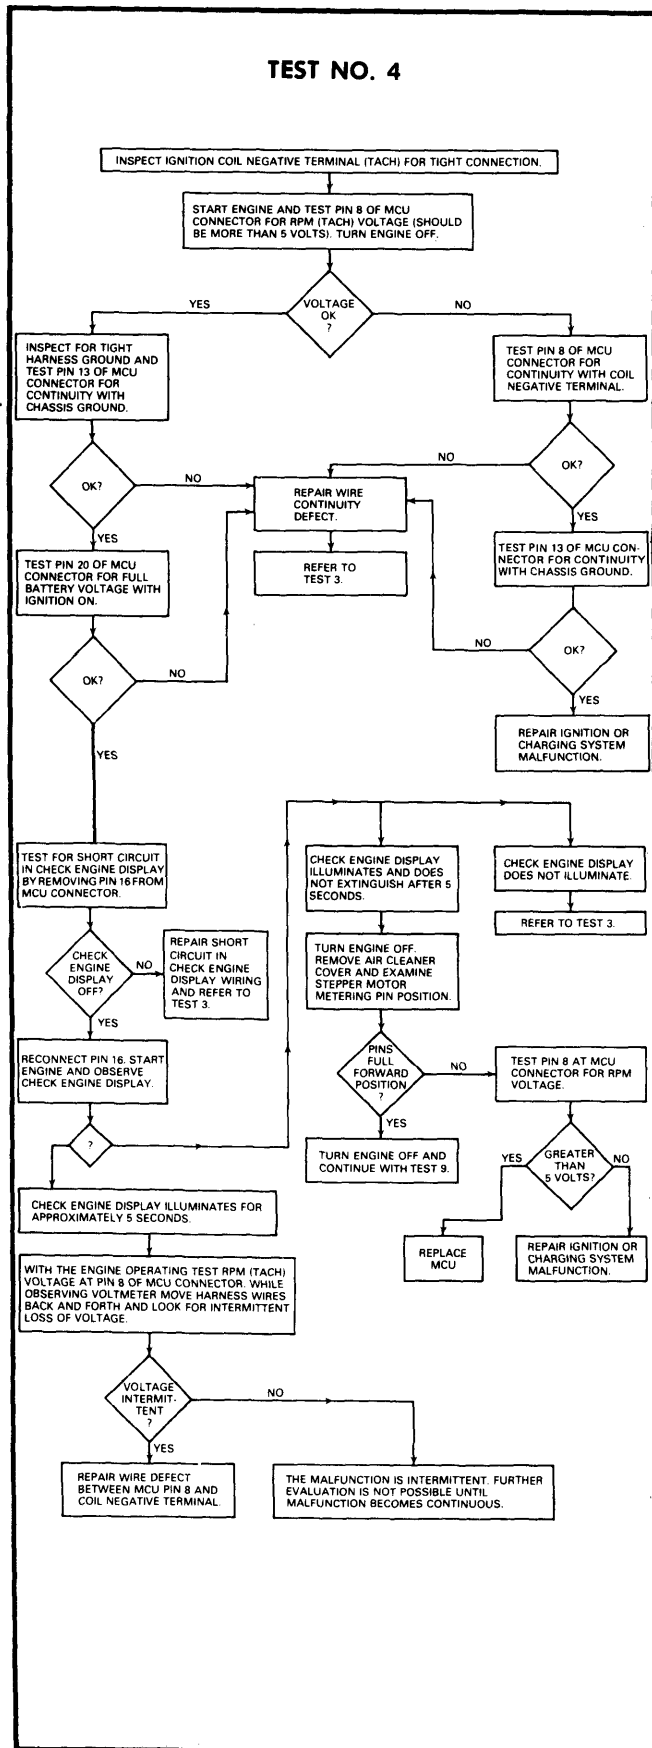 TEST NO. 4
INSPECT IGNITION COIL NEGATIVE TERMINAL (TACH) FOR TIGHT CONNECTION.
START ENGINE AND TEST PIN 8 OF MCU
CONNECTOR FOR RPM (TACH) VOLTAGE (SHOULD
BE MORE THAN 5 VOLTS). TURN ENGINE OFF.
YES
VOLTAGE
OK
?
NO
INSPECT FOR TIGHT
HARNESS GROUND AND
TEST PIN 13 OF MCU
CONNECTOR FOR
CONTINUITY WITH
CHASSIS GROUND.
TEST PIN 8 OF MCU
CONNECTOR FOR
CONTINUITY WITH COIL
NEGATIVE TERMINAL.
OK?
NO
REPAIR WIRE
CONTINUITY
DEFECT.
NO
OK?
YES
YES
TEST PIN 20 OF MCU
CONNECTOR FOR FULL
BATTERY VOLTAGE WITH
IGNITION ON.
REFER TO
TEST 3.
TEST PIN 13 OF MCU CON-
NECTOR FOR CONTINUITY
WITH CHASSIS GROUND.
OK?
NO
NO
OK?
YES
YES
REPAIR IGNITION OR
CHARGING SYSTEM
MALFUNCTION.
TEST FOR SHORT CIRCUIT
IN CHECK ENGINE DISPLAY
BY REMOVING PIN 16 FROM
MCU CONNECTOR.
CHECK ENGINE DISPLAY
ILLUMINATES AND DOES
NOT EXTINGUISH AFTER 5
SECONDS.
CHECK ENGINE DISPLAY
DOES NOT ILLUMINATE.
REFER TO TEST 3.
CHECK
ENGINE
DISPLAY
OFF?
NO
REPAIR SHORT
CIRCUIT IN
CHECK ENGINE
DISPLAY WIRING
AND REFER TO
TEST 3.
TURN ENGINE OFF.
REMOVE AIR CLEANER
COVER AND EXAMINE
STEPPER MOTOR
METERING PIN POSITION.
YES
RECONNECT PIN 16. START
ENGINE AND OBSERVE
CHECK ENGINE DISPLAY.
PINS
FULL
FORWARD
POSITION
?
NO
TEST PIN 8 AT MCU
CONNECTOR FOR RPM
VOLTAGE.
YES
?
TURN ENGINE OFF AND
CONTINUE WITH TEST 9.
YES
GREATER
THAN
5 VOLTS?
NO
CHECK ENGINE DISPLAY ILLUMINATES FOR
APPROXIMATELY 5 SECONDS.
REPLACE
MCU
REPAIR IGNITION OR
CHARGING SYSTEM
MALFUNCTION.
WITH THE ENGINE OPERATING TEST RPM (TACH)
VOLTAGE AT PIN 8 OF MCU CONNECTOR. WHILE
OBSERVING VOLTMETER MOVE HARNESS WIRES
BACK AND FORTH AND LOOK FOR INTERMITTENT
LOSS OF VOLTAGE.
VOLTAGE
INTERMIT-
TENT
?
NO
YES
REPAIR WIRE DEFECT
BETWEEN MCU PIN 8 AND
COIL NEGATIVE TERMINAL.
THE MALFUNCTION IS INTERMITTENT. FURTHER
EVALUATION IS NOT POSSIBLE UNTIL
MALFUNCTION BECOMES CONTINUOUS.